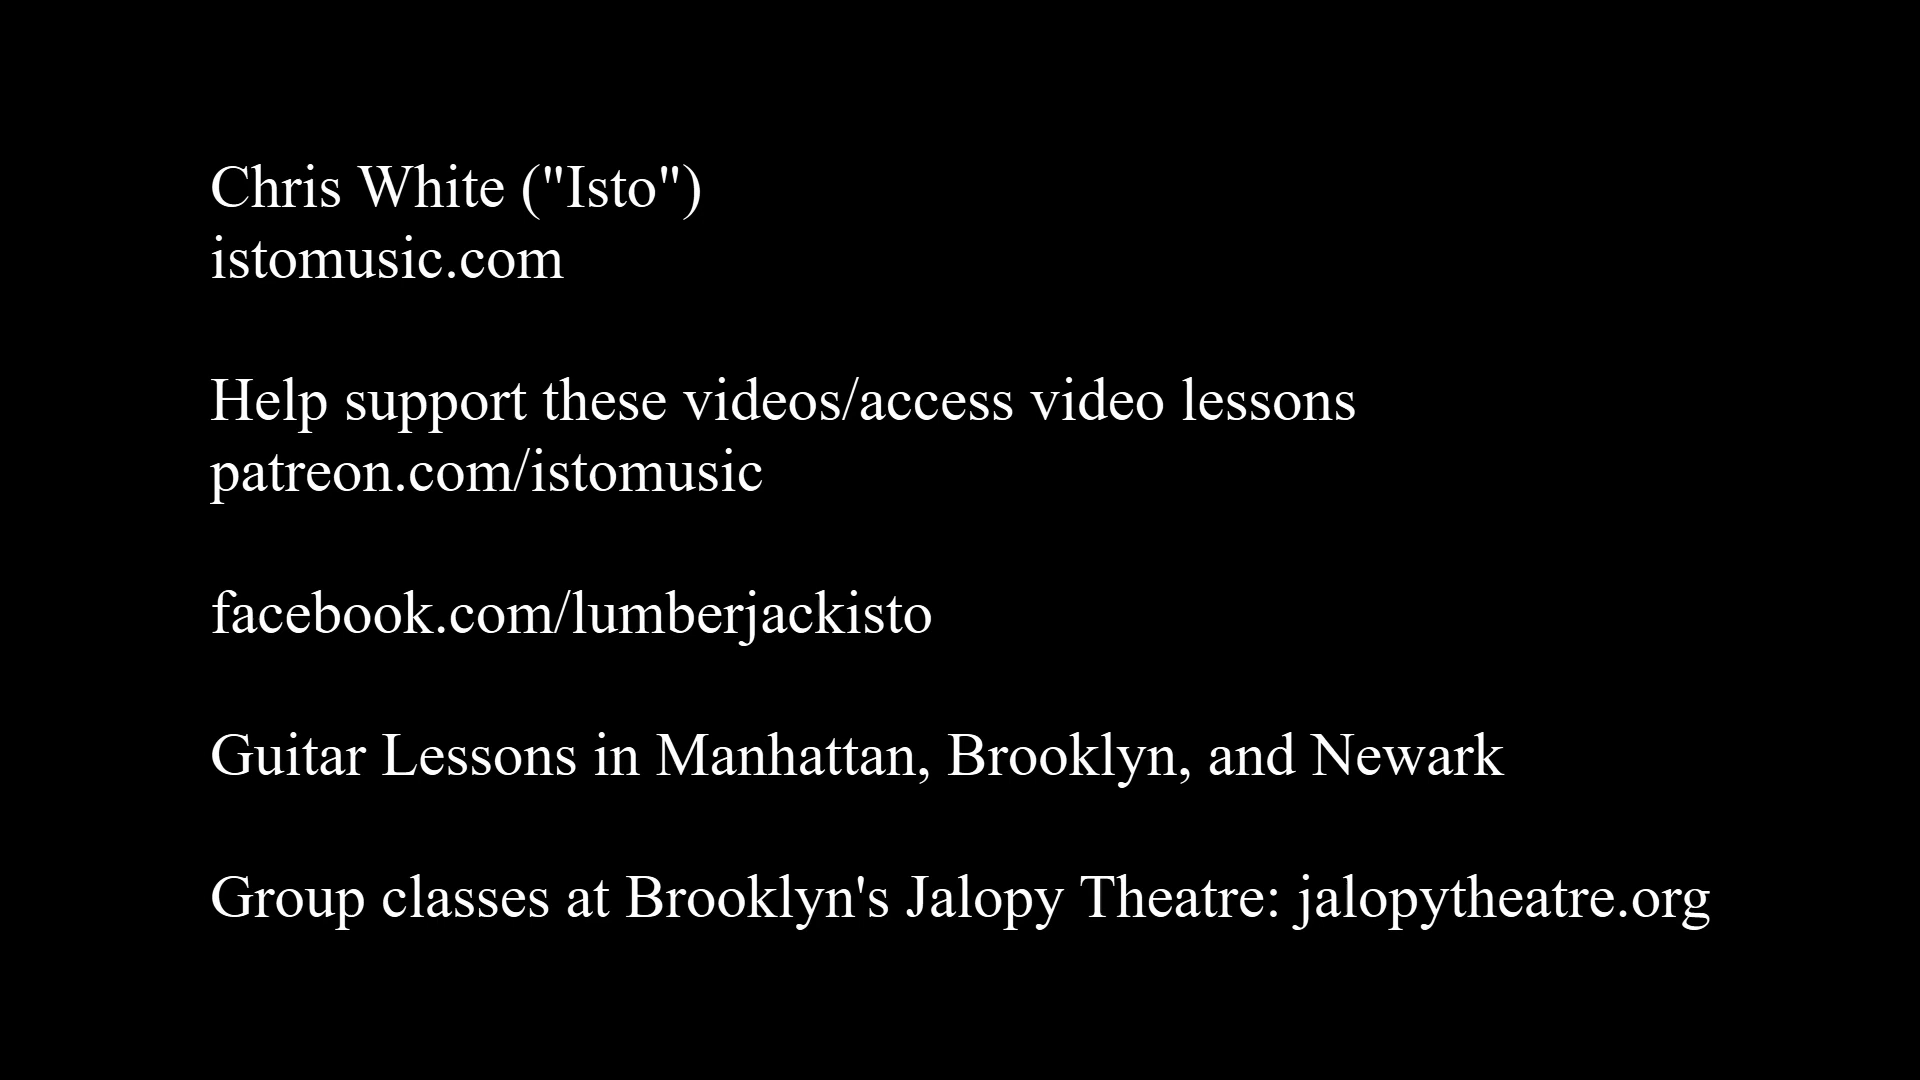 Chris White ("Isto")
istomusic.com
Help support these videos/access video lessons
patreon.com/istomusic
facebook.com/lumberjackisto
Guitar Lessons in Manhattan, Brooklyn, and Newark
Group classes at Brooklyn's Jalopy Theatre: jalopytheatre.org